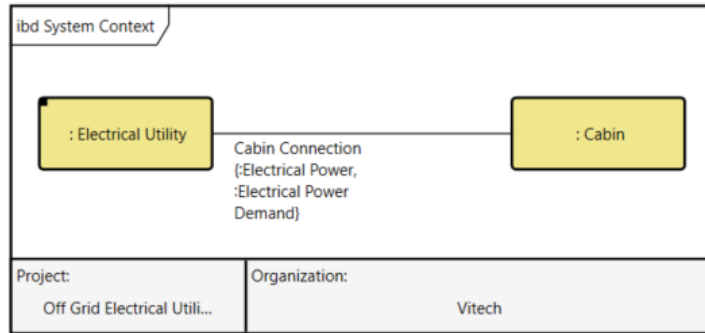 ibd System Context
: Electrical Utility
: Cabin
Cabin Connection
{:Electrical Power,
:Electrical Power
Demand}
Project:
Off Grid Electrical Utili...
Organization:
Vitech